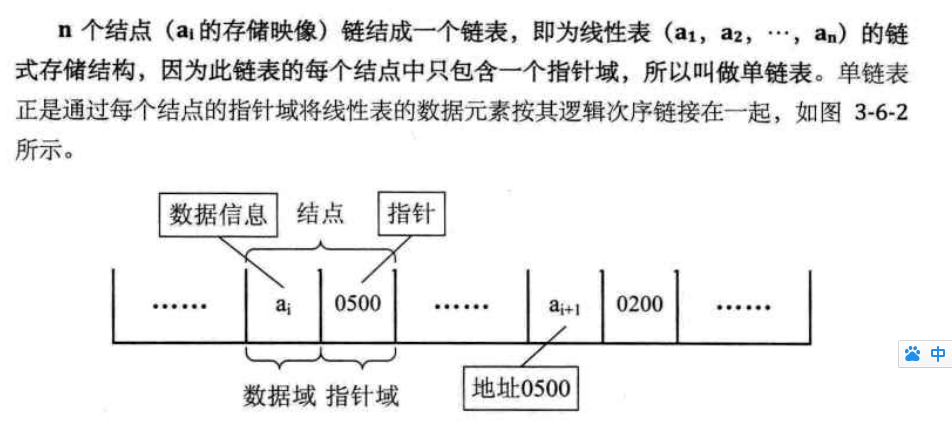 n 个结点（aᵢ的存储映像）链结成一个链表，即为线性表（a₁，a₂，…，aₙ）的链
式存储结构，因为此链表的每个结点中只包含一个指针域，所以叫做单链表。单链表
正是通过每个结点的指针域将线性表的数据元素按其逻辑次序链接在一起，如图 3-6-2
所示。
数据信息 结点 指针
…… aᵢ 0500 …… aᵢ₊₁ 0200 ……
数据域 指针域 地址0500
中